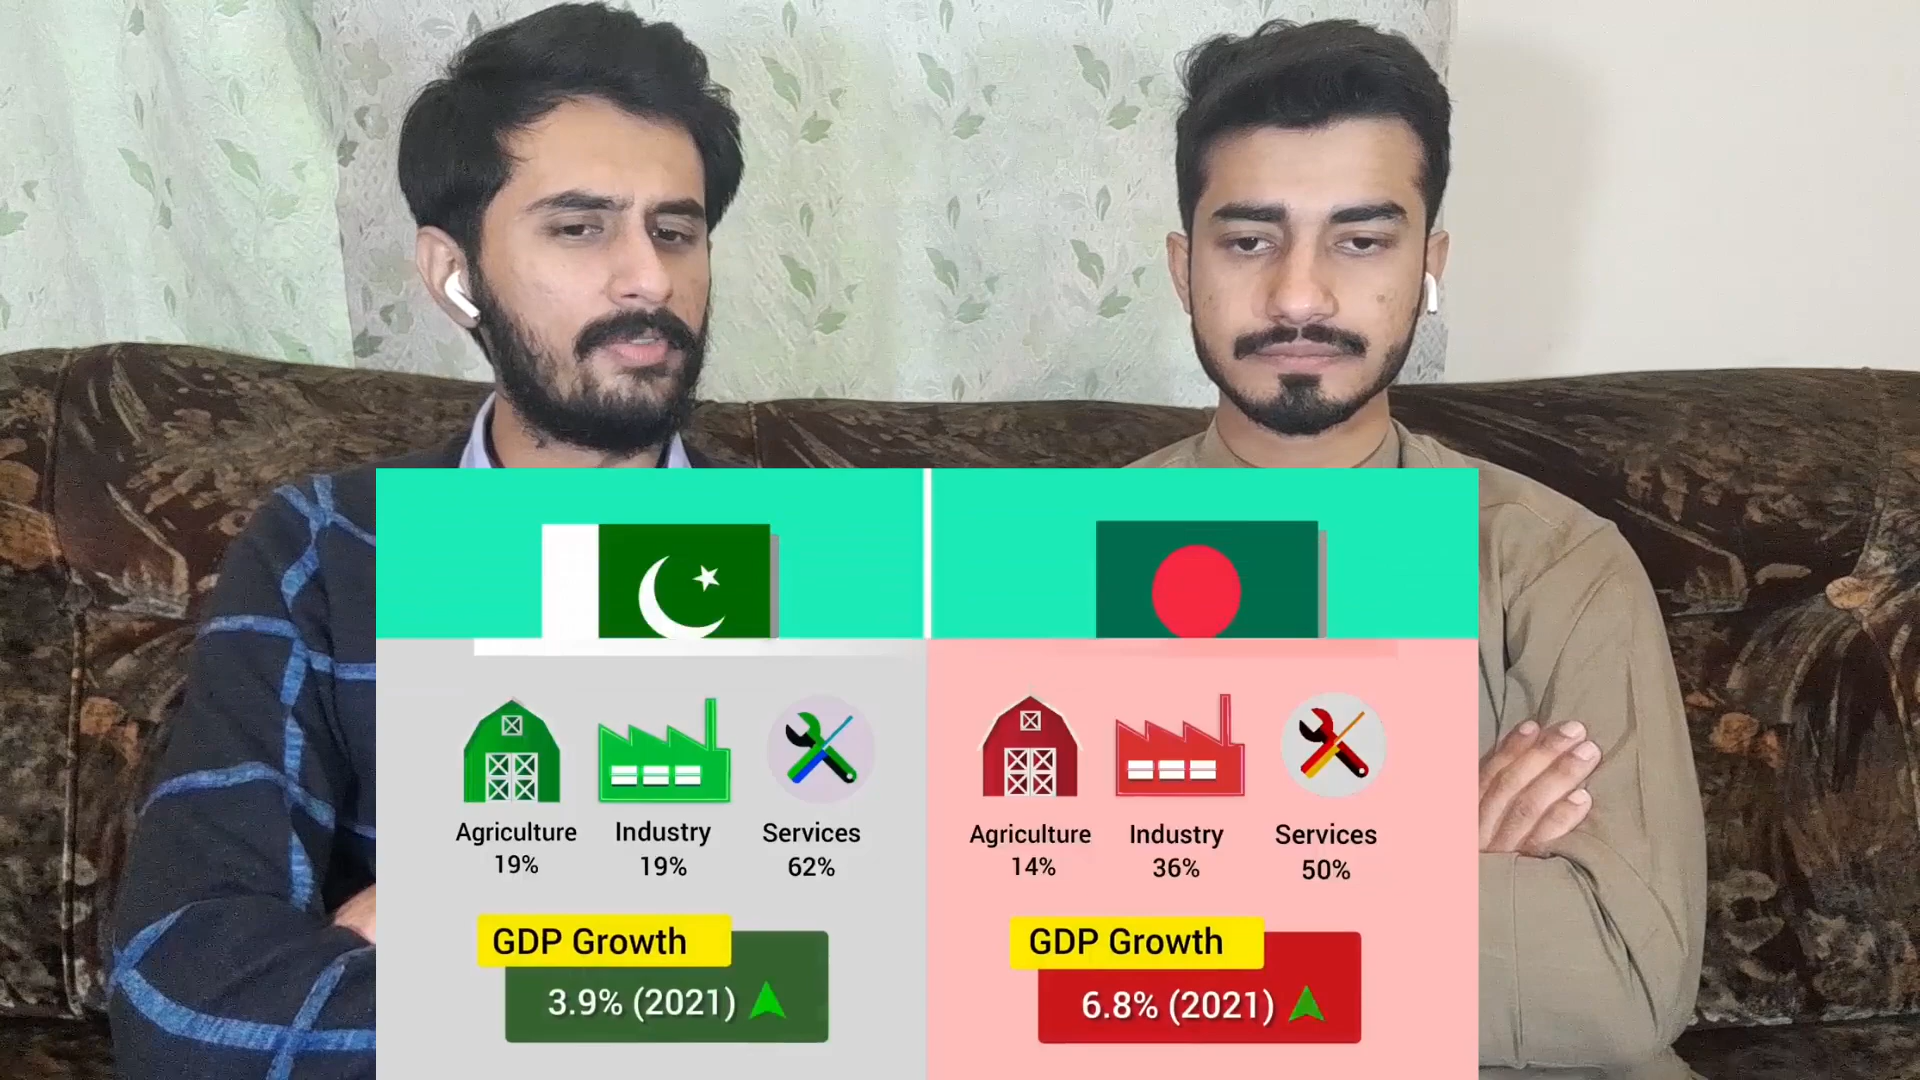 Agriculture
19%
Industry
19%
Services
62%
GDP Growth
3.9% (2021)
Agriculture
14%
Industry
36%
Services
50%
GDP Growth
6.8% (2021)